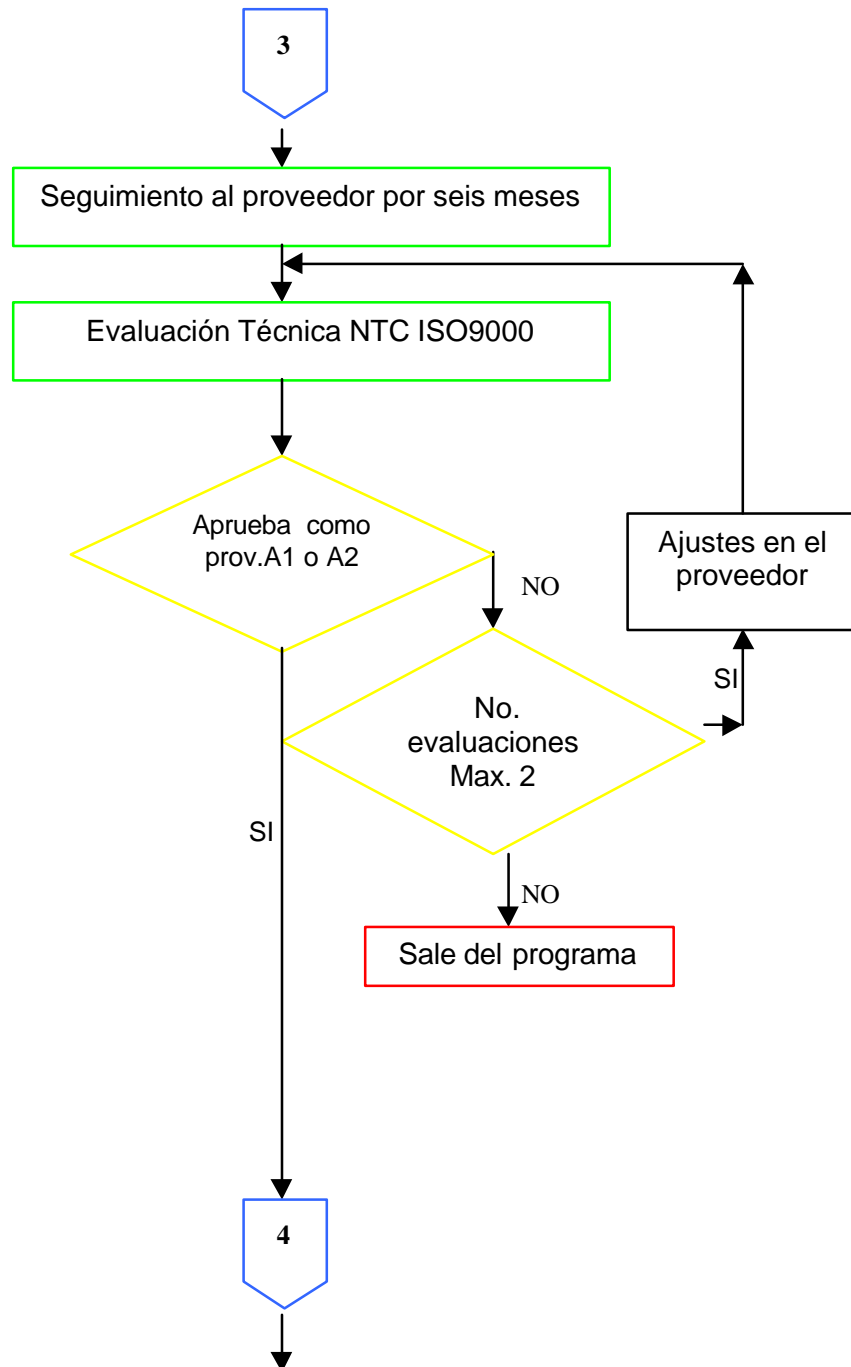 3
Seguimiento al proveedor por seis meses
Evaluación Técnica NTC ISO9000
Aprueba como
prov.A1 o A2
NO
Ajustes en el
proveedor
SI
No.
evaluaciones
Max. 2
SI
NO
Sale del programa
4